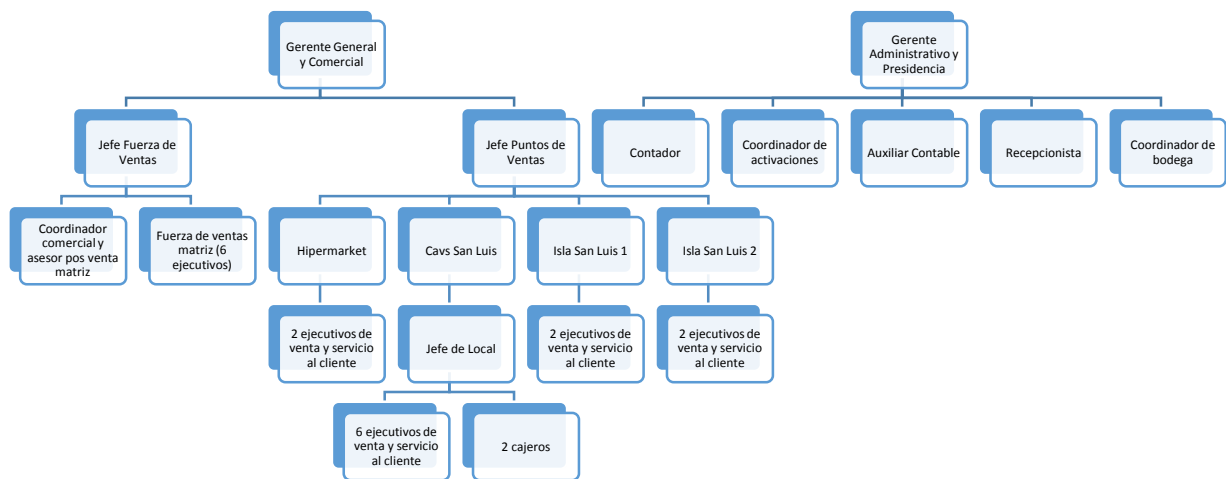 Gerente General
y Comercial
Gerente
Administrativo y
Presidencia
Jefe Fuerza de
Ventas
Jefe Puntos de
Ventas
Contador
Coordinador de
activaciones
Auxiliar Contable
Recepcionista
Coordinador de
bodega
Coordinador
comercial y
asesor pos venta
matriz
Fuerza de ventas
matriz (6
ejecutivos)
Hipermarket
Cavs San Luis
Isla San Luis 1
Isla San Luis 2
2 ejecutivos de
venta y servicio
al cliente
Jefe de Local
2 ejecutivos de
venta y servicio
al cliente
2 ejecutivos de
venta y servicio
al cliente
6 ejecutivos de
venta y servicio
al cliente
2 cajeros